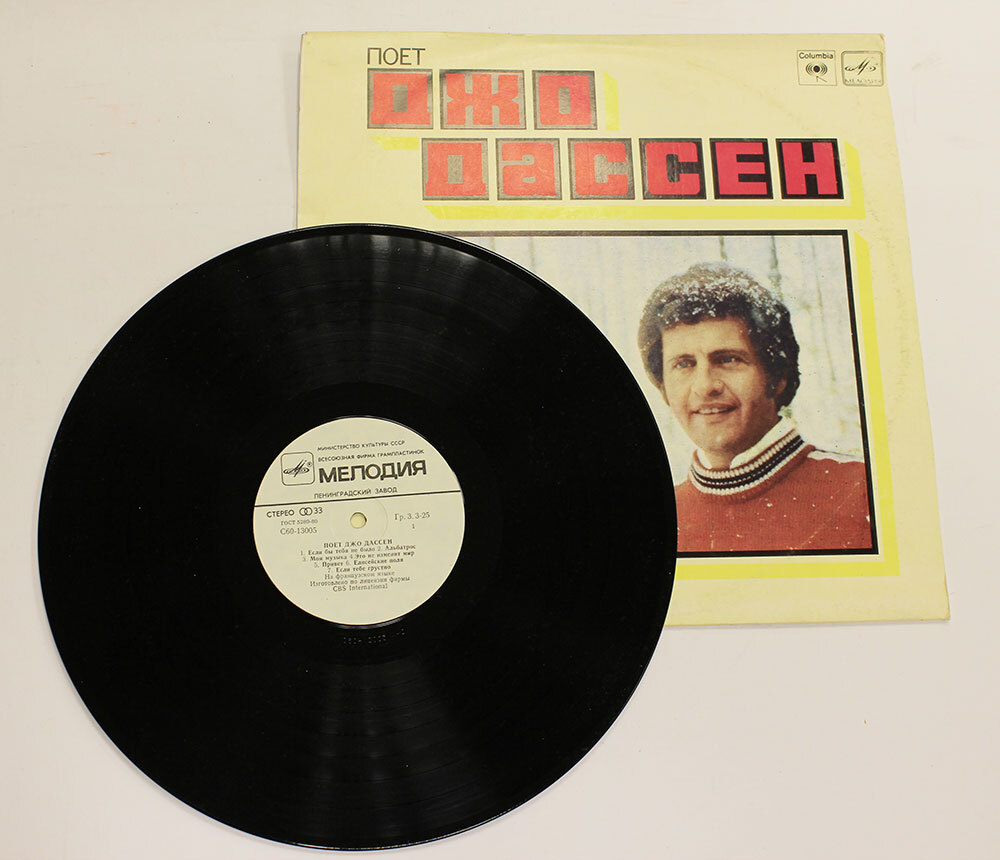 ПОЕТ
ДЖО
ДАССЕН
Columbia
МЕЛОДИЯ
МИНИСТЕРСТВО КУЛЬТУРЫ СССР
ВСЕСОЮЗНАЯ ФИРМА ГРАМПЛАСТИНОК
МЕЛОДИЯ
ЛЕНИНГРАДСКИЙ ЗАВОД
СТЕРЕО 33
ГОСТ 5289-80
С60-13005
Гр. 3. 3-25
1
ПОЕТ ДЖО ДАССЕН
1. Если бы тебя не было 2. Альбатрос
3. Моя музыка 4. Это не изменит мир
5. Привет 6. Елисейские поля
7. Если тебе грустно
На французском языке
Изготовлено по лицензии фирмы
CBS International